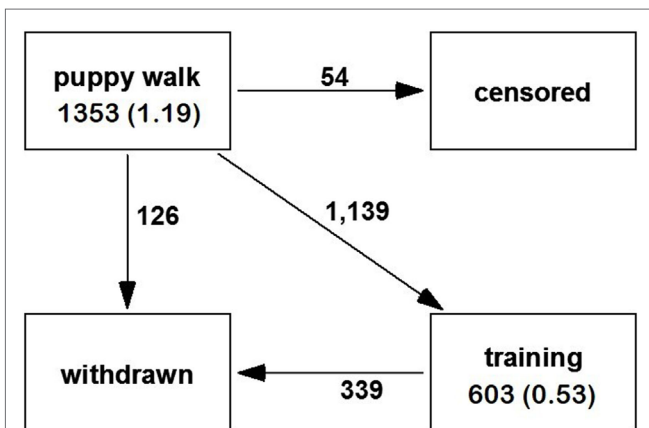 puppy walk
1353 (1.19)
54
censored
126
1,139
withdrawn
339
training
603 (0.53)